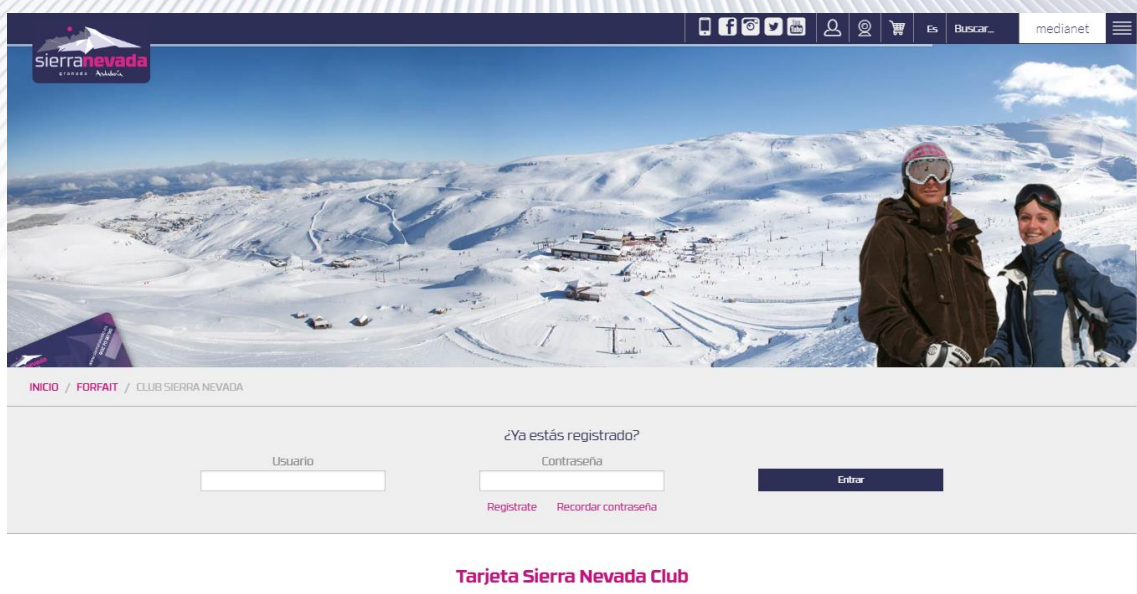 Es Buscar... medianet
sierranevada
granada Andalucía
INICIO / FORFAIT / CLUB SIERRA NEVADA
¿Ya estás registrado?
Usuario
Contraseña
Entrar
Regístrate Recordar contraseña
Tarjeta Sierra Nevada Club